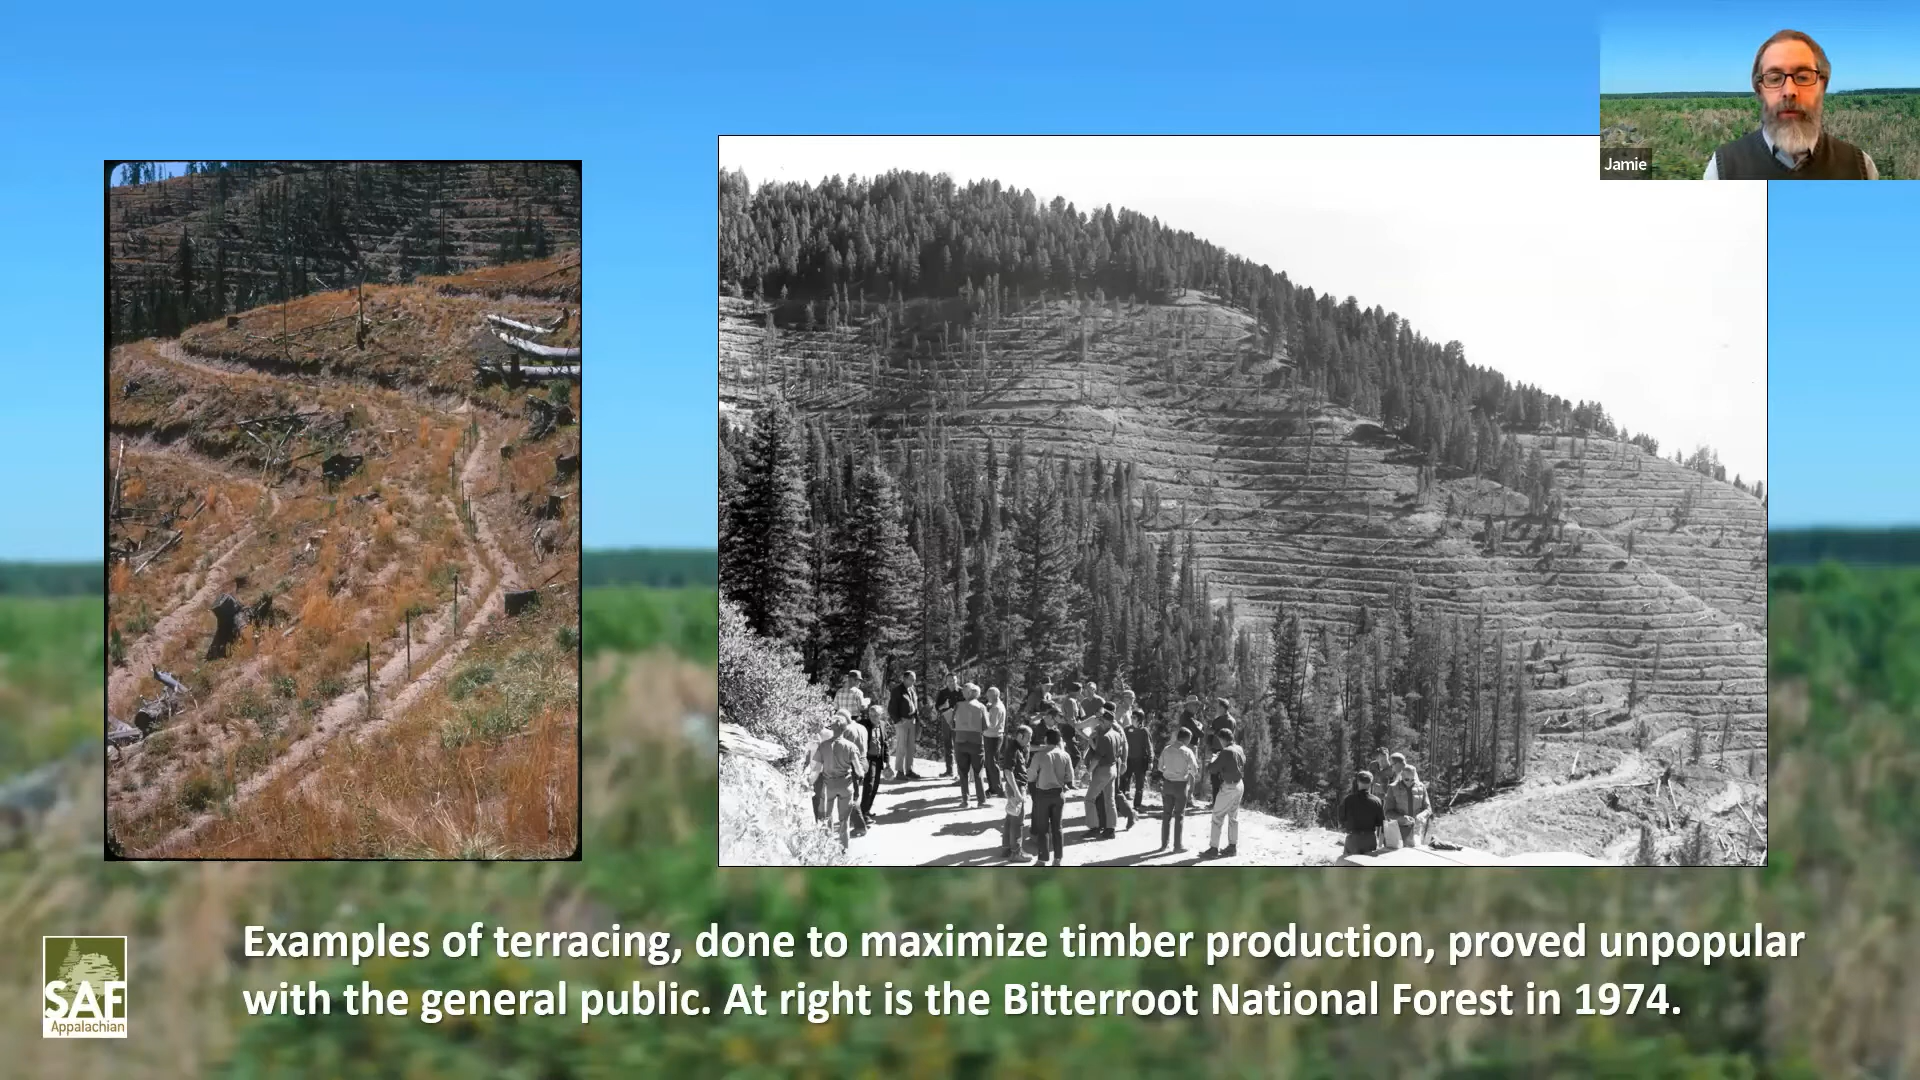 Jamie
Examples of terracing, done to maximize timber production, proved unpopular
with the general public. At right is the Bitterroot National Forest in 1974.
SAF
Appalachian